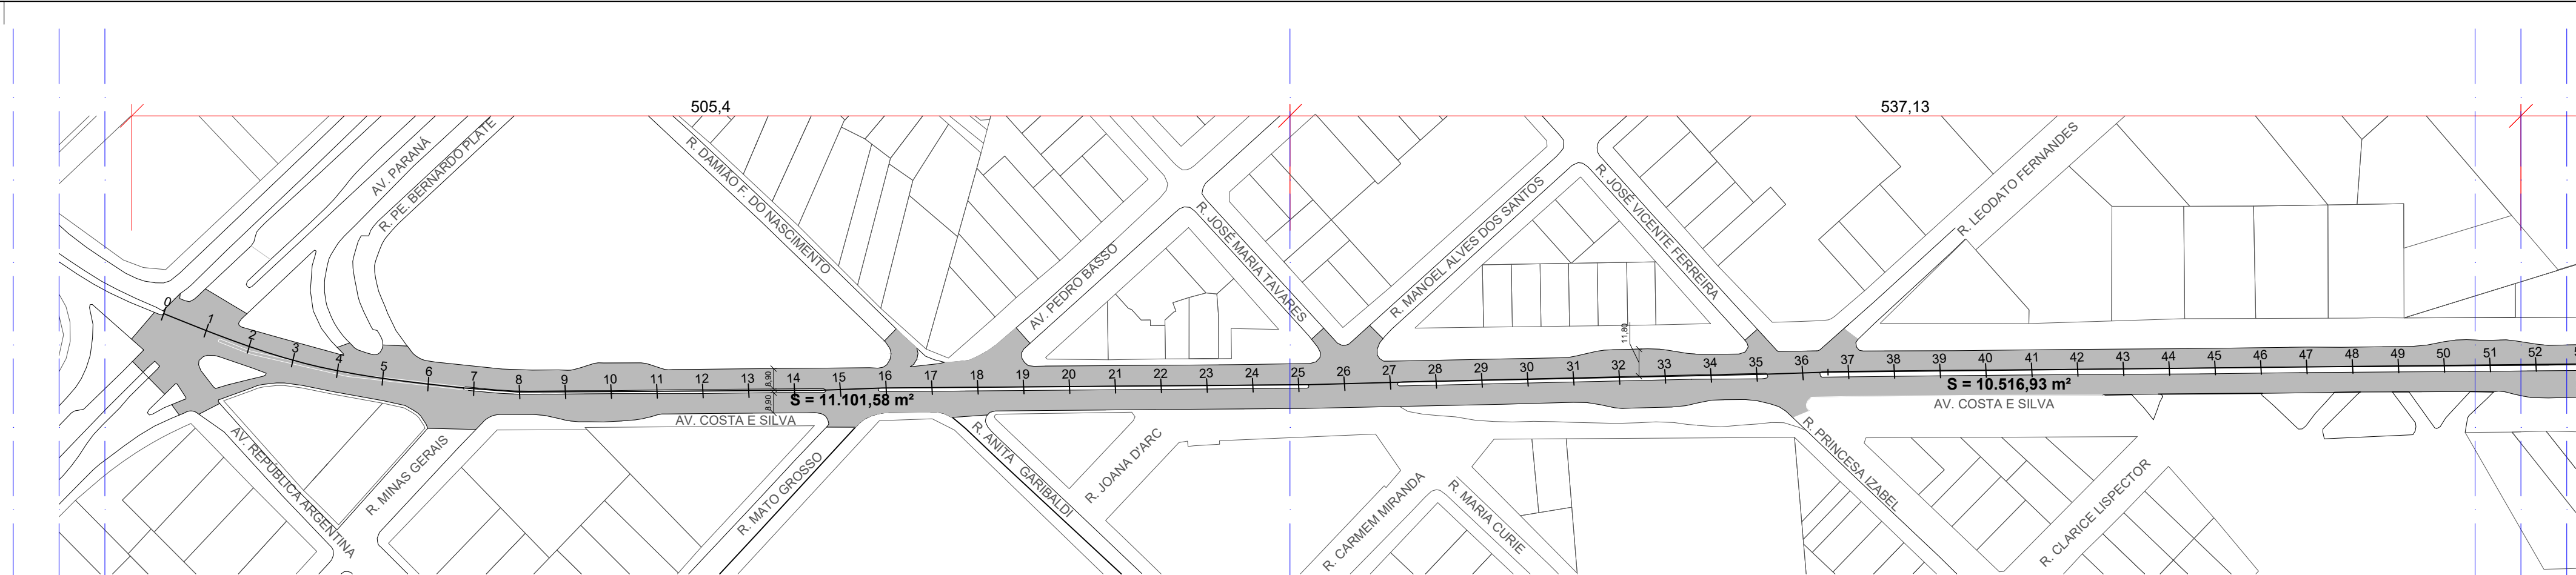 505,4
537,13
AV. PARANÁ
R. PE. BERNARDO PLATE
R. DAMIÃO F. DO NASCIMENTO
AV. PEDRO BASSO
R. JOSÉ MARIA TAVARES
R. MANOEL ALVES DOS SANTOS
R. JOSÉ VICENTE FERREIRA
R. LEODATO FERNANDES
11,80
0 1 2 3 4 5 6 7 8 9 10 11 12 13 14 15 16 17 18 19 20 21 22 23 24 25 26 27 28 29 30 31 32 33 34 35 36 37 38 39 40 41 42 43 44 45 46 47 48 49 50 51 52
8,90
8,90
S = 11.101,58 m²
S = 10.516,93 m²
AV. COSTA E SILVA
AV. COSTA E SILVA
AV. REPÚBLICA ARGENTINA
R. MINAS GERAIS
R. MATO GROSSO
R. ANITA GARIBALDI
R. JOANA D'ARC
R. CARMEM MIRANDA
R. MARIA CURIE
R. PRINCESA IZABEL
R. CLARICE LISPECTOR